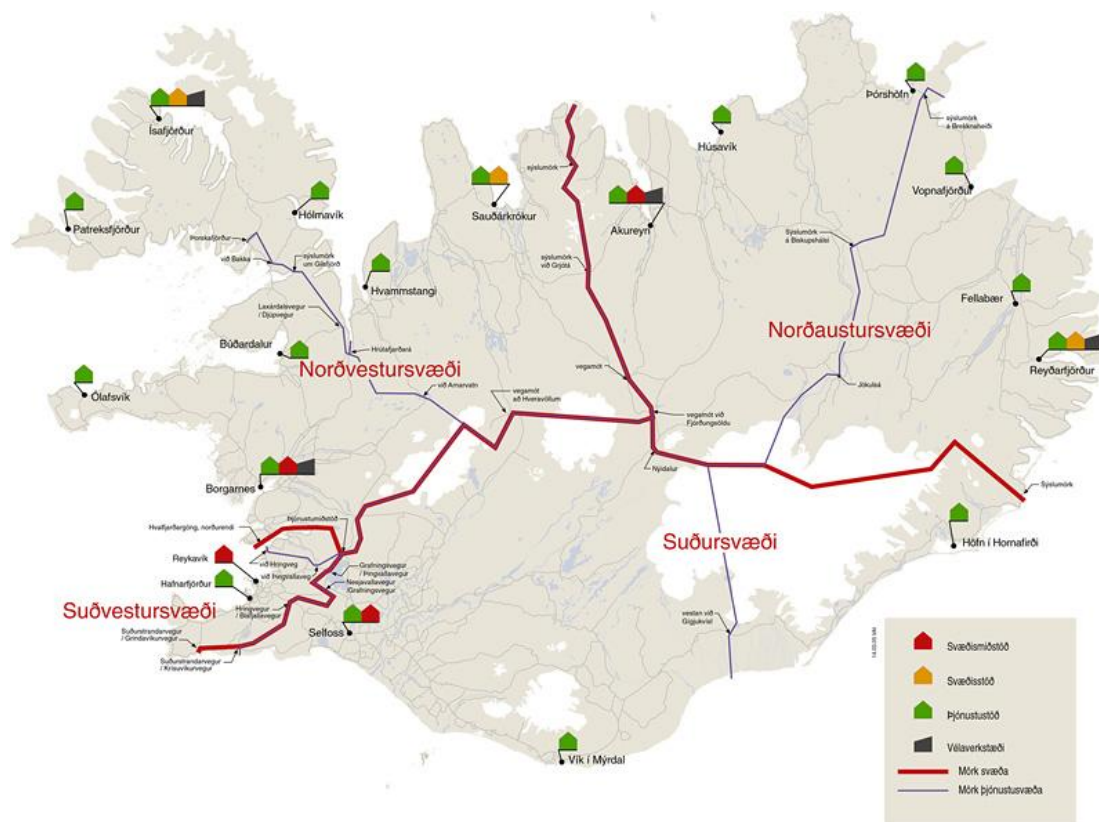 Þórshöfn
sýslumörk
á Brekknaheiði
Ísafjörður
Húsavík
sýslumörk
Vopnafjörður
Hólmavík
Sauðárkrókur
Patreksfjörður
Akureyri
Þorskafjörður
við Bakka
sýslumörk
um Gilsfjörð
Sýslumörk
á Biskupshálsi
sýslumörk
við Grjótá
Hvammstangi
Fellabær
Laxárdalsvegur
/ Djúpvegur
Norðaustursvæði
Búðardalur
Hrútafjarðará
Norðvestursvæði
vegamót
Reyðarfjörður
Jökulsá
við Arnarvatn
Ólafsvík
vegamót
að Hveravöllum
vegamót við
Fjórðungsöldu
Nýidalur
Borgarnes
Sýslumörk
Hvalfjarðargöng, norðurendi
Þjónustumiðstöð
Höfn í Hornafirði
Suðursvæði
Reykavík
við Hringveg
við Þingvallaveg
Grafningsvegur
/ Þingvallavegur
Hafnarfjörður
Nesjavallavegur
/Grafningsvegur
Suðvestursvæði
Hringvegur
/ Bláfjallavegur
vestan við
Gígjukvísl
Selfoss
Suðurstrandarvegur
/ Grindavíkurvegur
Suðurstrandarvegur
/ Krísuvíkurvegur
Vík í Mýrdal
Svæðismiðstöð
Svæðisstöð
Þjónustustöð
Vélaverkstæði
Mörk svæða
Mörk þjónustusvæða